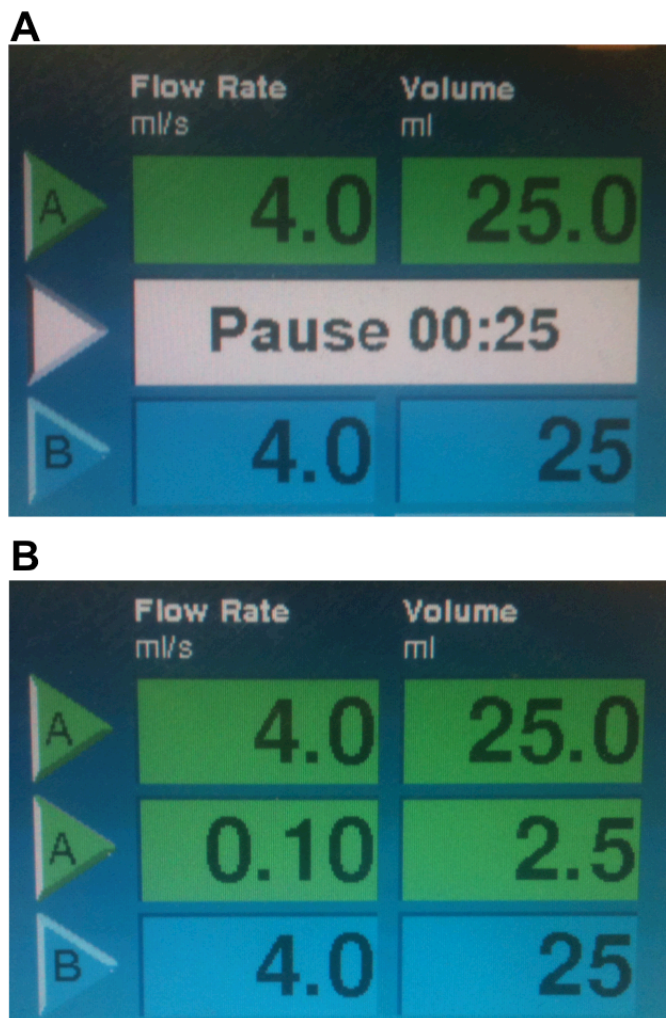 A
Flow Rate Volume
ml/s ml
A 4.0 25.0
Pause 00:25
B 4.0 25
B
Flow Rate Volume
ml/s ml
A 4.0 25.0
A 0.10 2.5
B 4.0 25